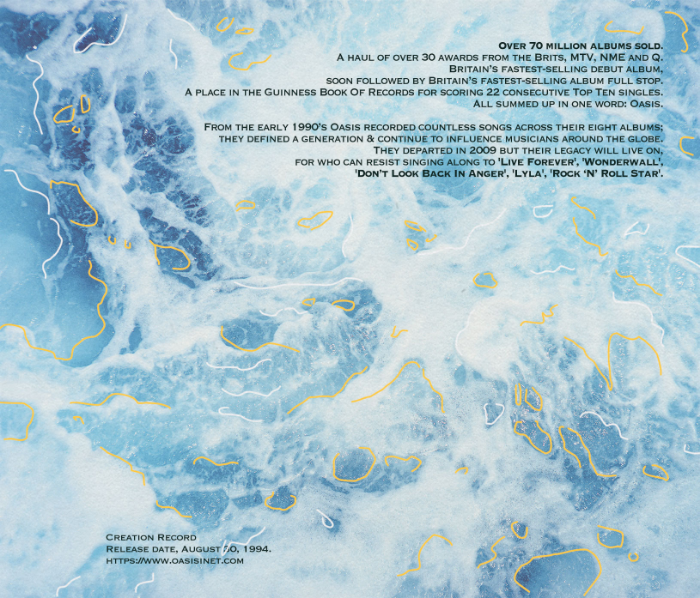 Over 70 million albums sold.
A haul of over 30 awards from the Brits, MTV, NME and Q.
Britain's fastest-selling debut album,
soon followed by Britain's fastest-selling album full stop.
A place in the Guinness Book Of Records for scoring 22 consecutive Top Ten singles.
All summed up in one word: Oasis.
From the early 1990's Oasis recorded countless songs across their eight albums;
they defined a generation & continue to influence musicians around the globe.
They departed in 2009 but their legacy will live on,
for who can resist singing along to 'Live Forever', 'Wonderwall',
'Don't Look Back In Anger', 'Lyla', 'Rock 'N' Roll Star'.
Creation Record
Release date, August 30, 1994.
https://www.oasisinet.com